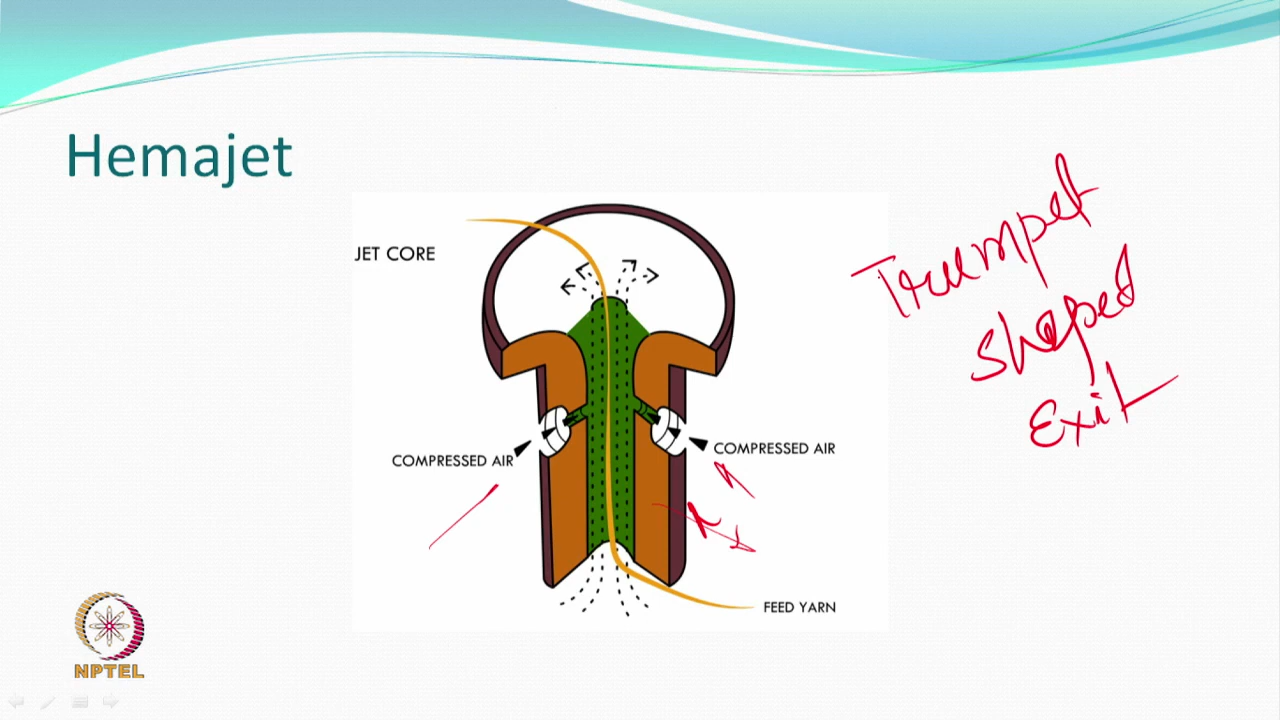 Hemajet
JET CORE
Trumpet
shaped
Exit
COMPRESSED AIR
COMPRESSED AIR
FEED YARN
NPTEL